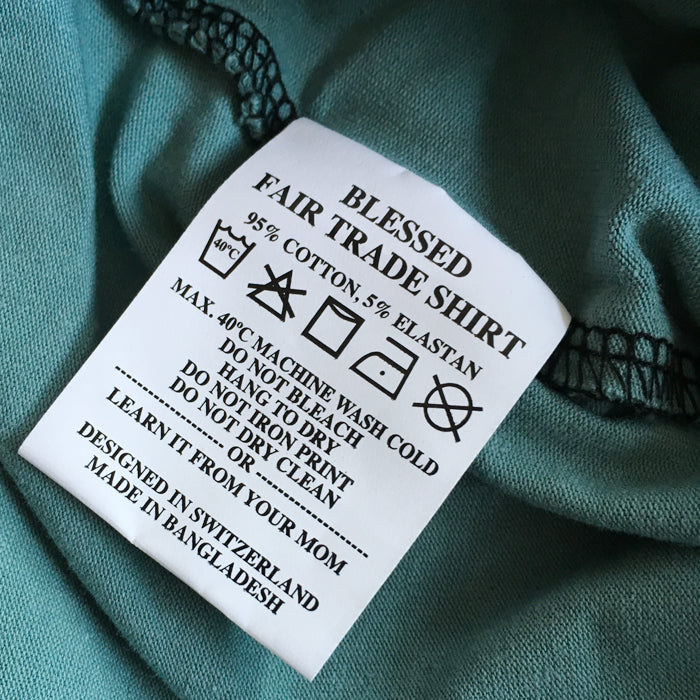 BLESSED
FAIR TRADE SHIRT
95% COTTON, 5% ELASTAN
40°C
MAX. 40°C MACHINE WASH COLD
DO NOT BLEACH
HANG TO DRY
DO NOT IRON PRINT
DO NOT DRY CLEAN
---------------- OR ----------------
LEARN IT FROM YOUR MOM
DESIGNED IN SWITZERLAND
MADE IN BANGLADESH